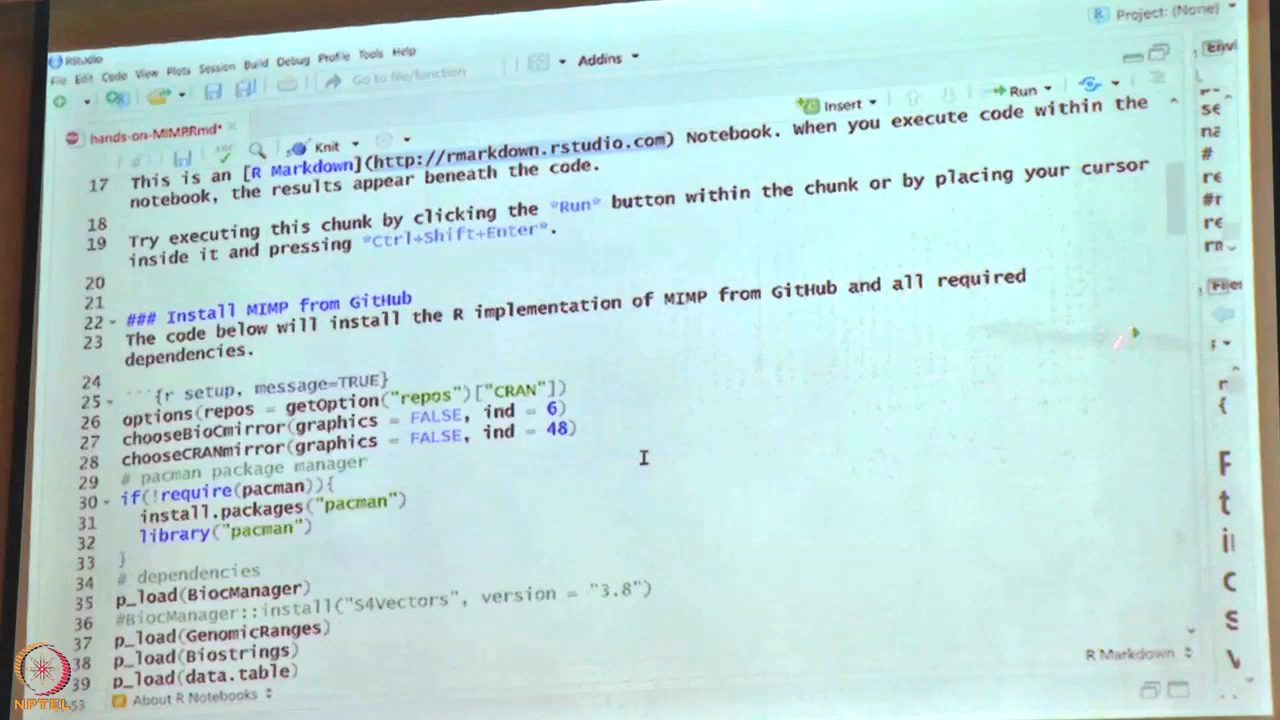 Project: (None)
RStudio
File Edit Code View Plots Session Build Debug Profile Tools Help
Go to file/function
Addins
hands-on-MIMP.Rmd*
Knit
Insert
Run
17 This is an [R Markdown](http://rmarkdown.rstudio.com) Notebook. When you execute code within the
notebook, the results appear beneath the code.
18
19 Try executing this chunk by clicking the *Run* button within the chunk or by placing your cursor
inside it and pressing *Ctrl+Shift+Enter*.
20
21
22 ### Install MIMP from GitHub
23 The code below will install the R implementation of MIMP from GitHub and all required
dependencies.
24
25 ```{r setup, message=TRUE}
26 options(repos = getOption("repos")["CRAN"])
27 chooseBioCmirror(graphics = FALSE, ind = 6)
28 chooseCRANmirror(graphics = FALSE, ind = 48)
29 # pacman package manager
30 if(!require(pacman)){
31 install.packages("pacman")
32 library("pacman")
33 }
34 # dependencies
35 p_load(BiocManager)
36 #BiocManager::install("S4Vectors", version = "3.8")
37 p_load(GenomicRanges)
38 p_load(Biostrings)
39 p_load(data.table)
About R Notebooks
R Markdown
NPTEL